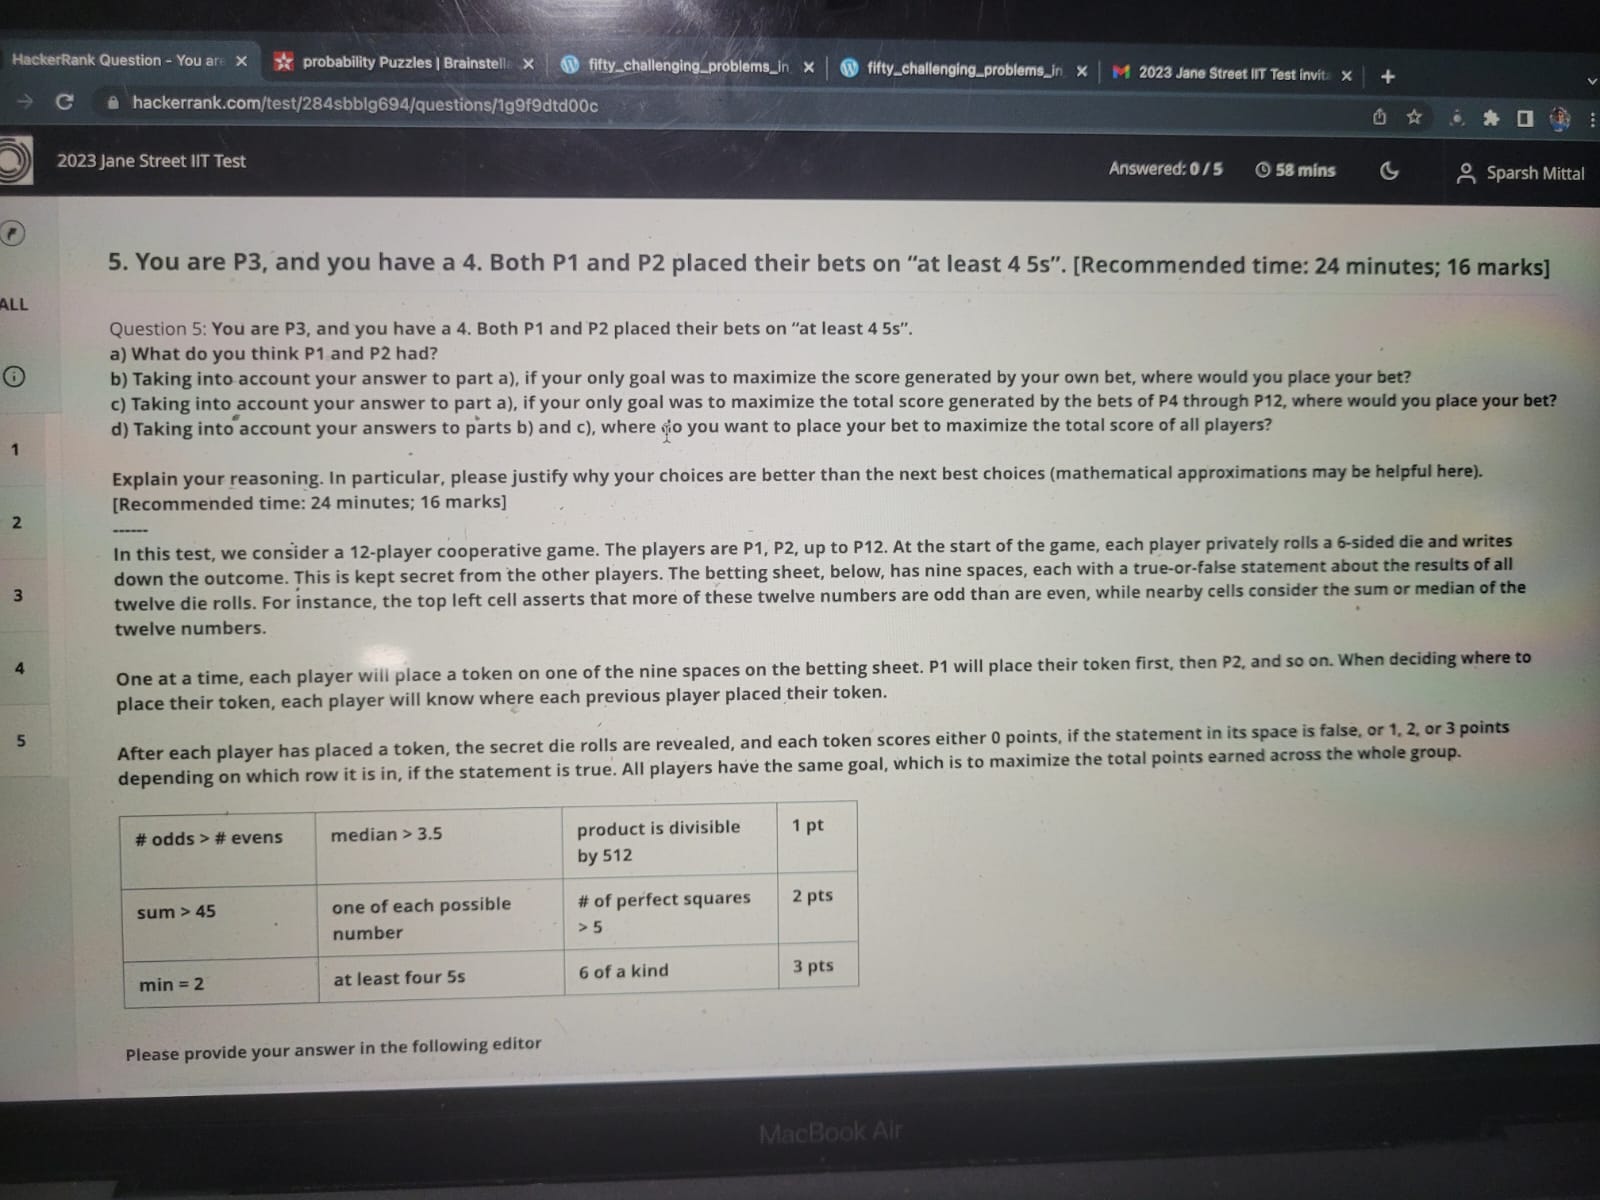 HackerRank Question - You are
probability Puzzles | Brainstell
fifty_challenging_problems_in
fifty_challenging_problems_in
2023 Jane Street IIT Test invit
hackerrank.com/test/284sbblg694/questions/1g9f9dtd00c
2023 Jane Street IIT Test
Answered: 0 / 5
58 mins
Sparsh Mittal
ALL
1
2
3
4
5
5. You are P3, and you have a 4. Both P1 and P2 placed their bets on “at least 4 5s”. [Recommended time: 24 minutes; 16 marks]
Question 5: You are P3, and you have a 4. Both P1 and P2 placed their bets on “at least 4 5s”.
a) What do you think P1 and P2 had?
b) Taking into account your answer to part a), if your only goal was to maximize the score generated by your own bet, where would you place your bet?
c) Taking into account your answer to part a), if your only goal was to maximize the total score generated by the bets of P4 through P12, where would you place your bet?
d) Taking into account your answers to parts b) and c), where do you want to place your bet to maximize the total score of all players?
Explain your reasoning. In particular, please justify why your choices are better than the next best choices (mathematical approximations may be helpful here).
[Recommended time: 24 minutes; 16 marks]
------
In this test, we consider a 12-player cooperative game. The players are P1, P2, up to P12. At the start of the game, each player privately rolls a 6-sided die and writes
down the outcome. This is kept secret from the other players. The betting sheet, below, has nine spaces, each with a true-or-false statement about the results of all
twelve die rolls. For instance, the top left cell asserts that more of these twelve numbers are odd than are even, while nearby cells consider the sum or median of the
twelve numbers.
One at a time, each player will place a token on one of the nine spaces on the betting sheet. P1 will place their token first, then P2, and so on. When deciding where to
place their token, each player will know where each previous player placed their token.
After each player has placed a token, the secret die rolls are revealed, and each token scores either 0 points, if the statement in its space is false, or 1, 2, or 3 points
depending on which row it is in, if the statement is true. All players have the same goal, which is to maximize the total points earned across the whole group.
# odds > # evens
median > 3.5
product is divisible
by 512
1 pt
sum > 45
one of each possible
number
# of perfect squares
> 5
2 pts
min = 2
at least four 5s
6 of a kind
3 pts
Please provide your answer in the following editor
MacBook Air